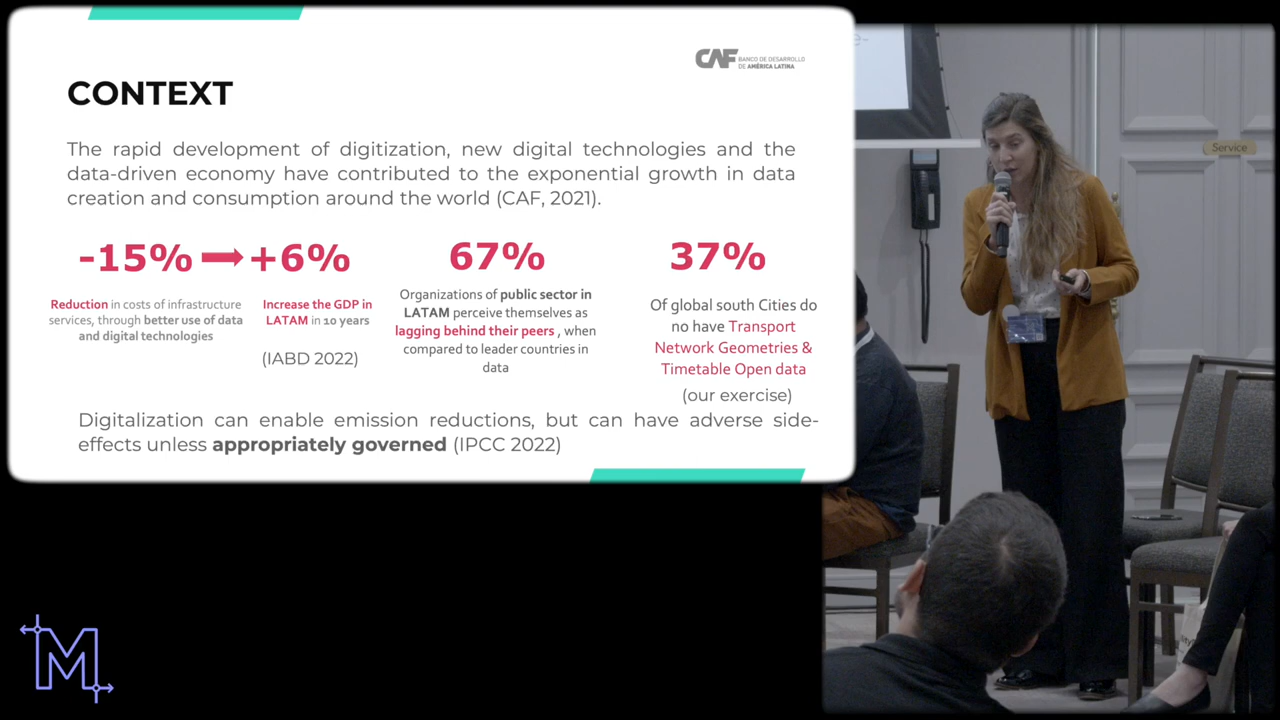 CAF BANCO DE DESARROLLO
DE AMÉRICA LATINA
CONTEXT
The rapid development of digitization, new digital technologies and the
data-driven economy have contributed to the exponential growth in data
creation and consumption around the world (CAF, 2021).
-15% +6%
67%
37%
Reduction in costs of infrastructure
services, through better use of data
and digital technologies
Increase the GDP in
LATAM in 10 years
(IABD 2022)
Organizations of public sector in
LATAM perceive themselves as
lagging behind their peers , when
compared to leader countries in
data
Of global south Cities do
no have Transport
Network Geometries &
Timetable Open data
(our exercise)
Digitalization can enable emission reductions, but can have adverse side-
effects unless appropriately governed (IPCC 2022)
Service
M